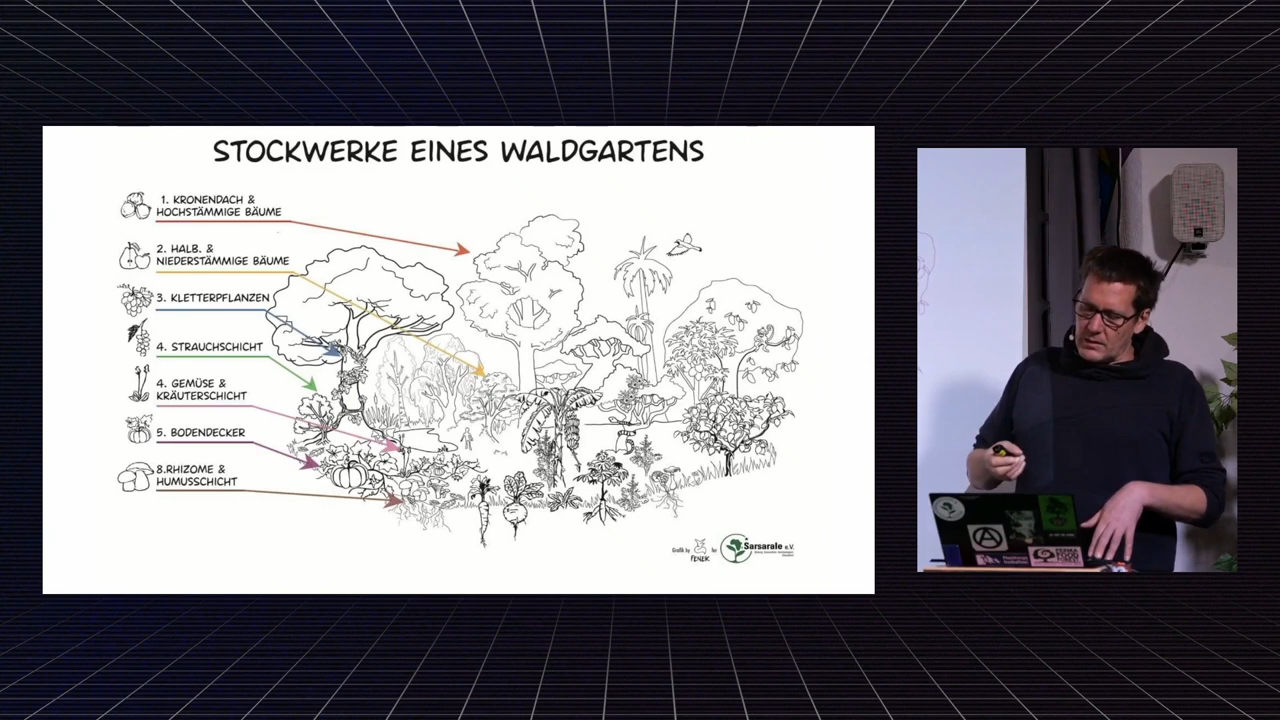 STOCKWERKE EINES WALDGARTENS
1. KRONENDACH &
HOCHSTÄMMIGE BÄUME
2. HALB. &
NIEDERSTÄMMIGE BÄUME
3. KLETTERPFLANZEN
4. STRAUCHSCHICHT
4. GEMÜSE &
KRÄUTERSCHICHT
5. BODENDECKER
8.RHIZOME &
HUMUSSCHICHT
Grafik by
for
Sarsarale e.V.